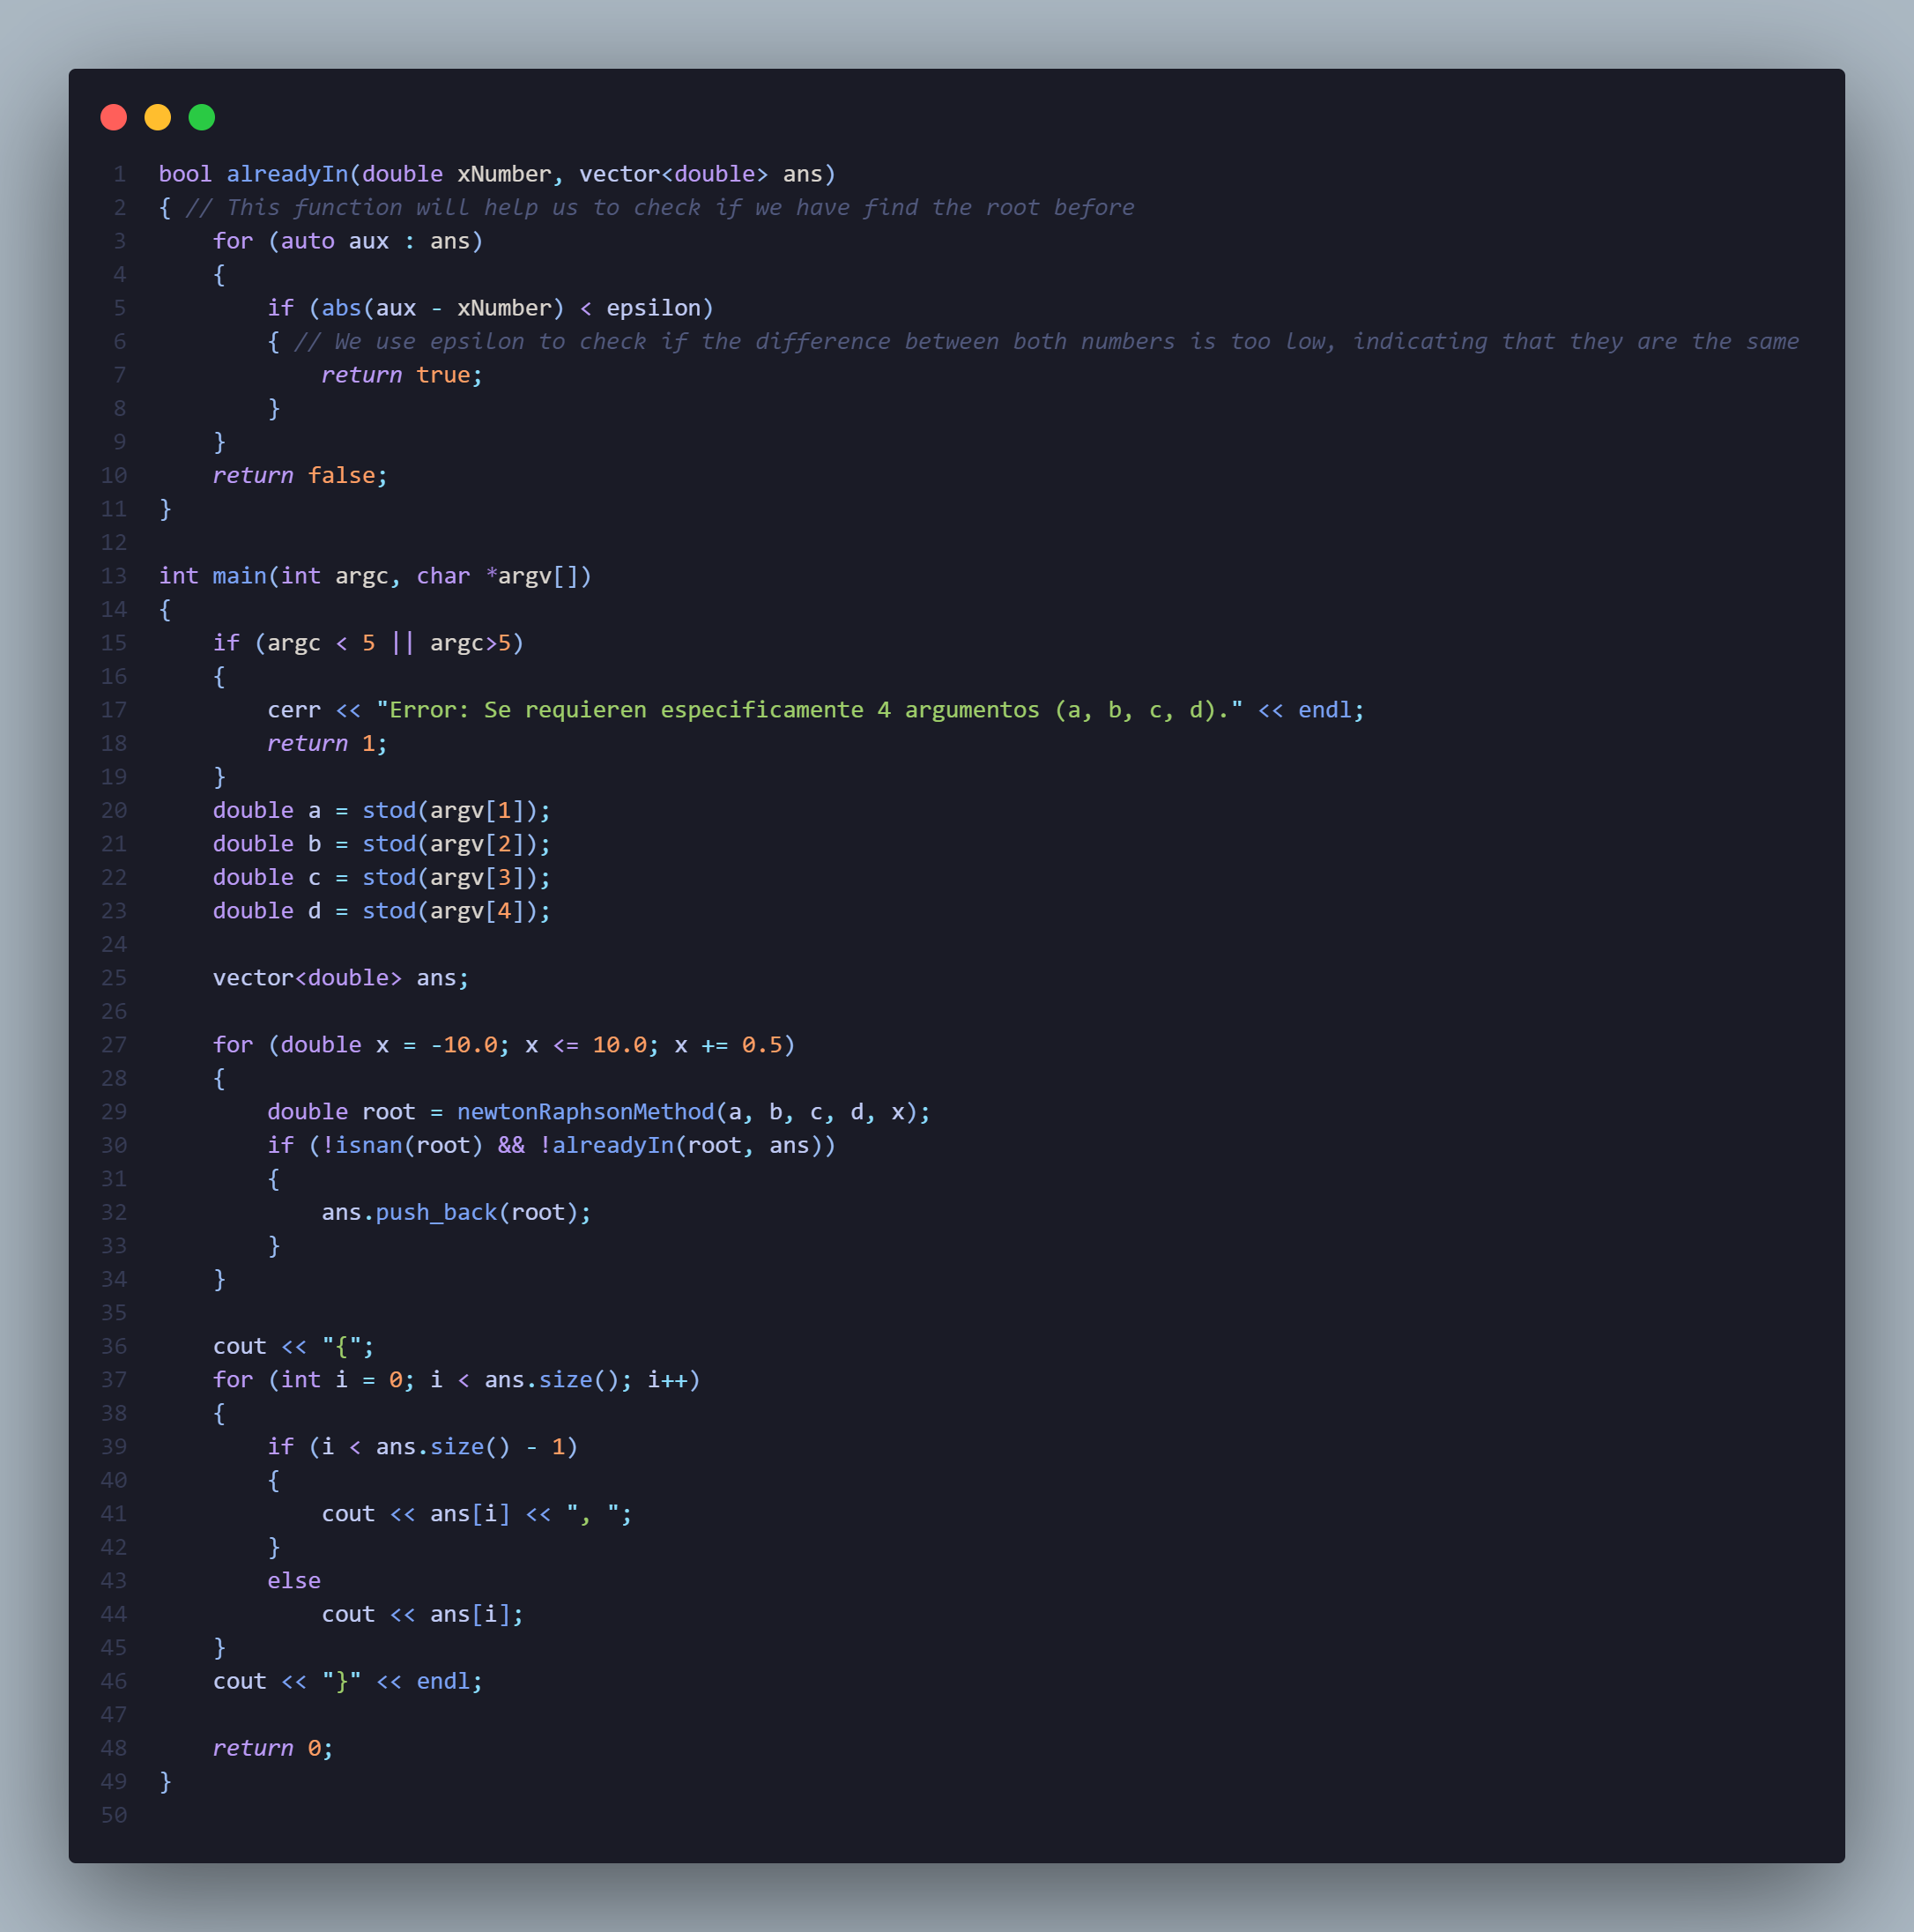 1 bool alreadyIn(double xNumber, vector<double> ans)
2 { // This function will help us to check if we have find the root before
3     for (auto aux : ans)
4     {
5         if (abs(aux - xNumber) < epsilon)
6         { // We use epsilon to check if the difference between both numbers is too low, indicating that they are the same
7             return true;
8         }
9     }
10     return false;
11 }
12
13 int main(int argc, char *argv[])
14 {
15     if (argc < 5 || argc>5)
16     {
17         cerr << "Error: Se requieren especificamente 4 argumentos (a, b, c, d)." << endl;
18         return 1;
19     }
20     double a = stod(argv[1]);
21     double b = stod(argv[2]);
22     double c = stod(argv[3]);
23     double d = stod(argv[4]);
24
25     vector<double> ans;
26
27     for (double x = -10.0; x <= 10.0; x += 0.5)
28     {
29         double root = newtonRaphsonMethod(a, b, c, d, x);
30         if (!isnan(root) && !alreadyIn(root, ans))
31         {
32             ans.push_back(root);
33         }
34     }
35
36     cout << "{";
37     for (int i = 0; i < ans.size(); i++)
38     {
39         if (i < ans.size() - 1)
40         {
41             cout << ans[i] << ", ";
42         }
43         else
44             cout << ans[i];
45     }
46     cout << "}" << endl;
47
48     return 0;
49 }
50